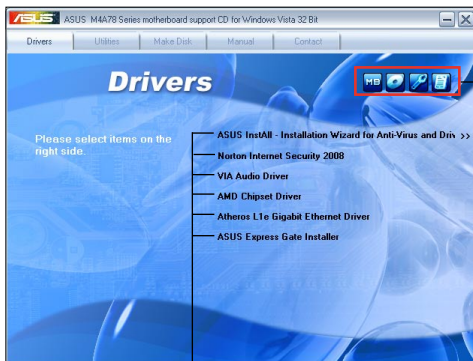 ASUS ASUS M4A78 Series motherboard support CD for Windows Vista 32 Bit
Drivers Utilities Make Disk Manual Contact
Drivers
MB
Please select items on the
right side.
ASUS InstAll - Installation Wizard for Anti-Virus and Driv >>
Norton Internet Security 2008
VIA Audio Driver
AMD Chipset Driver
Atheros L1e Gigabit Ethernet Driver
ASUS Express Gate Installer